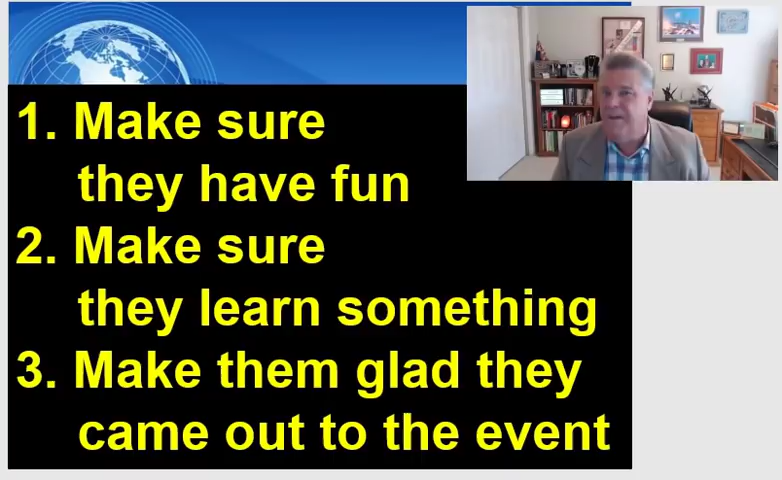 1. Make sure
they have fun
2. Make sure
they learn something
3. Make them glad they
came out to the event